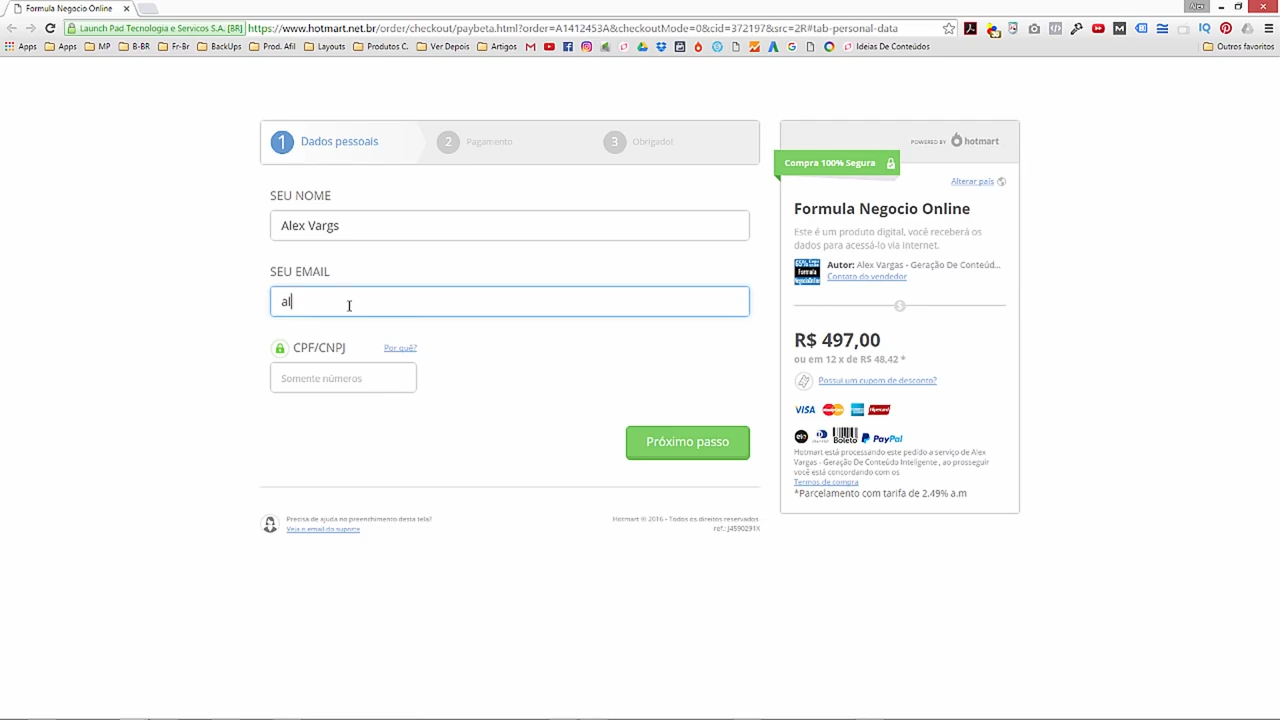 Formula Negocio Online
Alex
Launch Pad Tecnologia e Servicos S.A. [BR]
https://www.hotmart.net.br/order/checkout/paybeta.html?order=A1412453A&checkoutMode=0&cid=372197&src=2R#tab-personal-data
Apps Apps MP B-BR Fr-Br BackUps Prod. Afil Layouts Produtos C. Ver Depois Artigos Ideias De Conteúdos Outros favoritos
1 Dados pessoais 2 Pagamento 3 Obrigado!
POWERED BY hotmart
Compra 100% Segura
Alterar país
SEU NOME
Alex Vargs
SEU EMAIL
al
CPF/CNPJ Por quê?
Somente números
Próximo passo
Precisa de ajuda no preenchimento desta tela?
Veja o email do suporte
Hotmart © 2016 - Todos os direitos reservados
ref.: J4590291X
Formula Negocio Online
Este é um produto digital, você receberá os
dados para acessá-lo via Internet.
Autor: Alex Vargas - Geração De Conteúd...
Contato do vendedor
Formula
R$ 497,00
ou em 12 x de R$ 48,42 *
Possui um cupom de desconto?
VISA MasterCard Hipercard
elo Boleto PayPal
Hotmart está processando este pedido a serviço de Alex
Vargas - Geração De Conteúdo Inteligente , ao prosseguir
você está concordando com os
Termos de compra
*Parcelamento com tarifa de 2.49% a.m